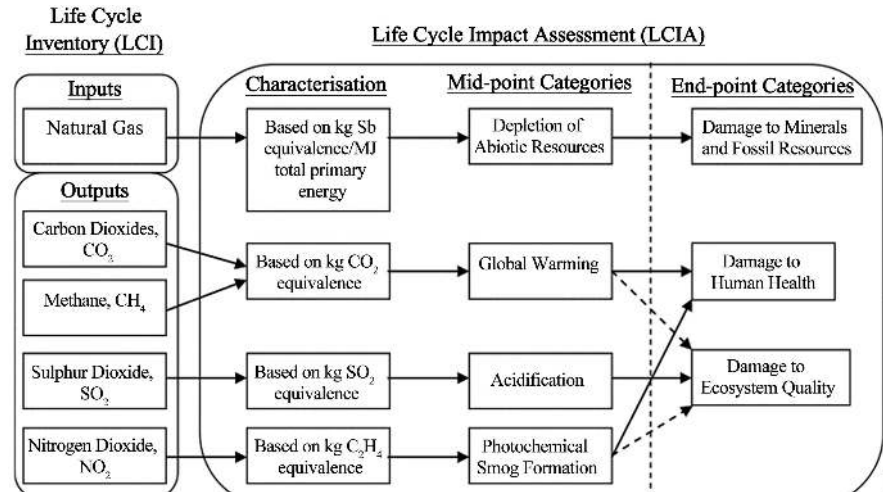 Life Cycle
Inventory (LCI)
Life Cycle Impact Assessment (LCIA)
Inputs
Natural Gas
Outputs
Carbon Dioxides,
CO2
Methane, CH4
Sulphur Dioxide,
SO2
Nitrogen Dioxide,
NO2
Characterisation
Based on kg Sb
equivalence/MJ
total primary
energy
Based on kg CO2
equivalence
Based on kg SO2
equivalence
Based on kg C2H4
equivalence
Mid-point Categories
Depletion of
Abiotic Resources
Global Warming
Acidification
Photochemical
Smog Formation
End-point Categories
Damage to Minerals
and Fossil Resources
Damage to
Human Health
Damage to
Ecosystem Quality